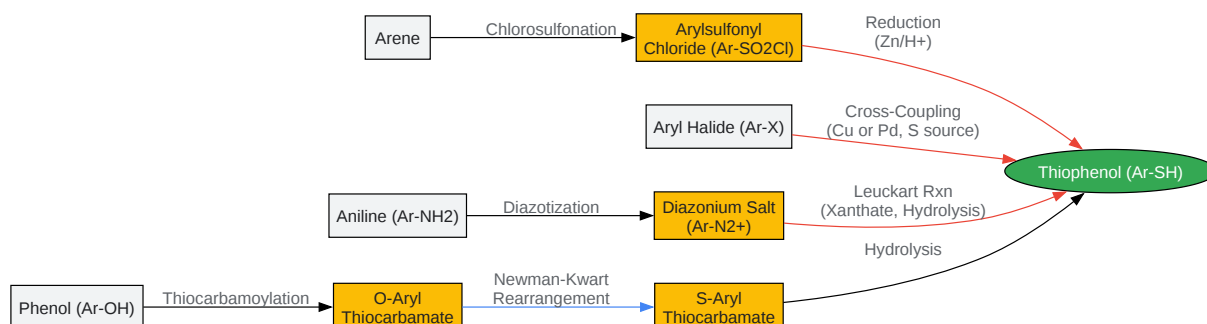 Arene
Chlorosulfonation
Arylsulfonyl
Chloride (Ar-SO2Cl)
Reduction
(Zn/H+)
Aryl Halide (Ar-X)
Cross-Coupling
(Cu or Pd, S source)
Thiophenol (Ar-SH)
Aniline (Ar-NH2)
Diazotization
Diazonium Salt
(Ar-N2+)
Leuckart Rxn
(Xanthate, Hydrolysis)
Hydrolysis
Phenol (Ar-OH)
Thiocarbamoylation
O-Aryl
Thiocarbamate
Newman-Kwart
Rearrangement
S-Aryl
Thiocarbamate